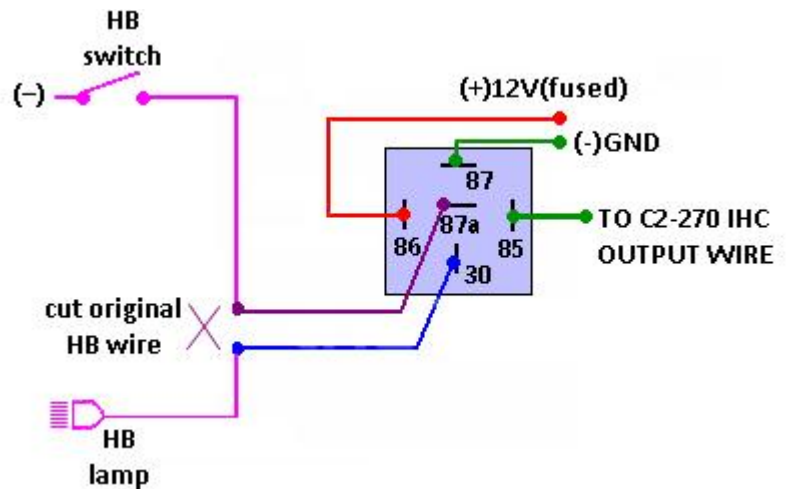 HB
switch
(–)
(+)12V(fused)
(-)GND
87
87a
86
85
30
TO C2-270 IHC
OUTPUT WIRE
cut original
HB wire
HB
lamp